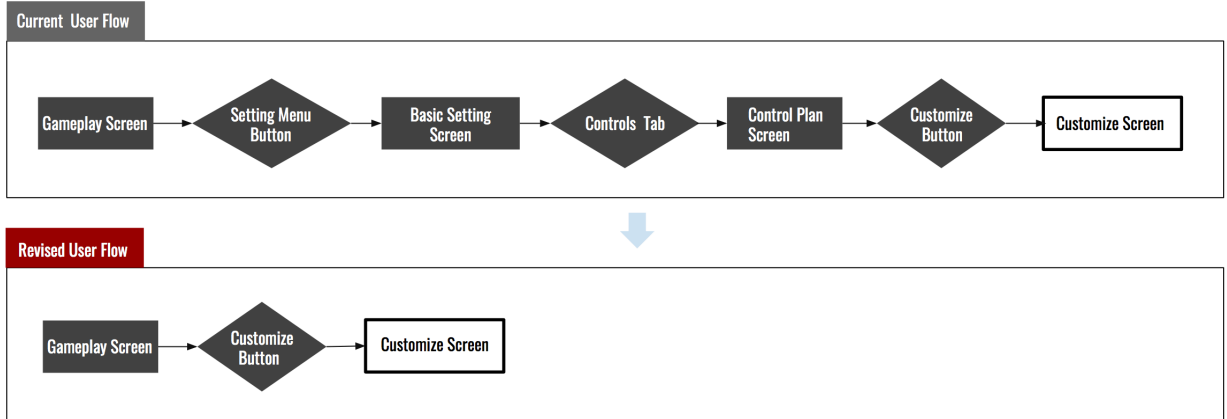 Current User Flow
Gameplay Screen
Setting Menu
Button
Basic Setting
Screen
Controls Tab
Control Plan
Screen
Customize
Button
Customize Screen
Revised User Flow
Gameplay Screen
Customize
Button
Customize Screen